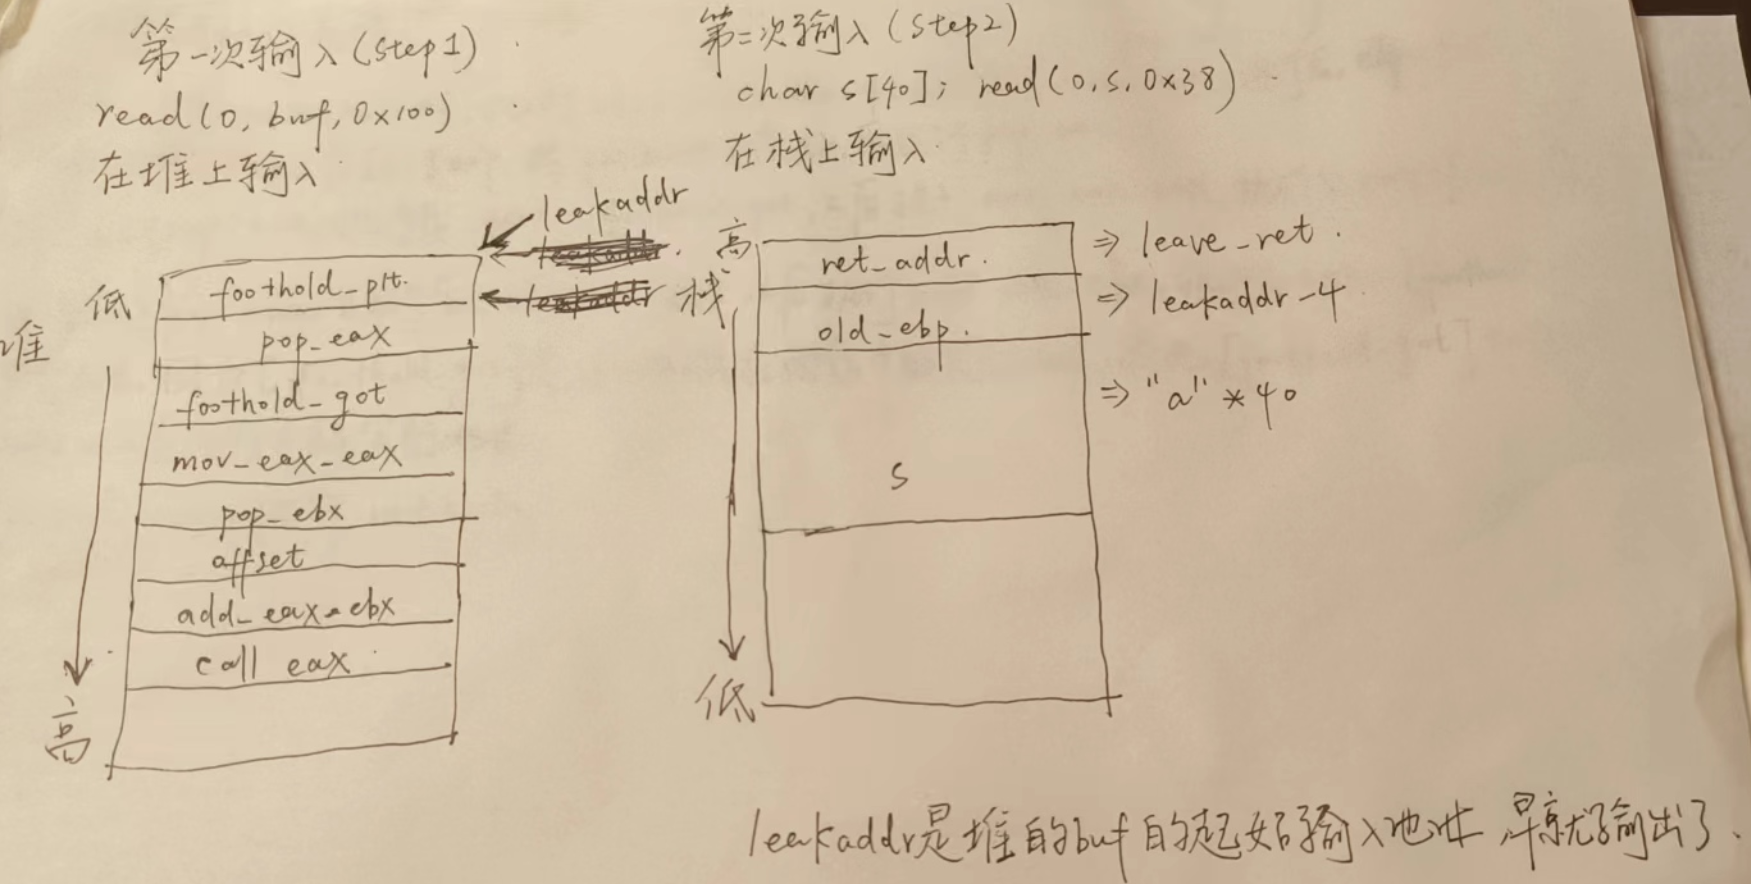 第一次输入(Step1)
read(0, buf, 0x100)
在堆上输入
第二次输入(Step2)
char s[40]; read(0,s,0x38)
在栈上输入
leakaddr
leakaddr
leakaddr
低
堆
高
foothold_plt.
pop_eax
foothold_got
mov_eax_eax
pop_ebx
offset
add_eax_ebx
call eax
高
栈
低
ret_addr. ⇒ leave_ret.
old_ebp. ⇒ leakaddr-4
s ⇒ "a"*40
leakaddr是堆的buf的起始输入地址,早就输出了.